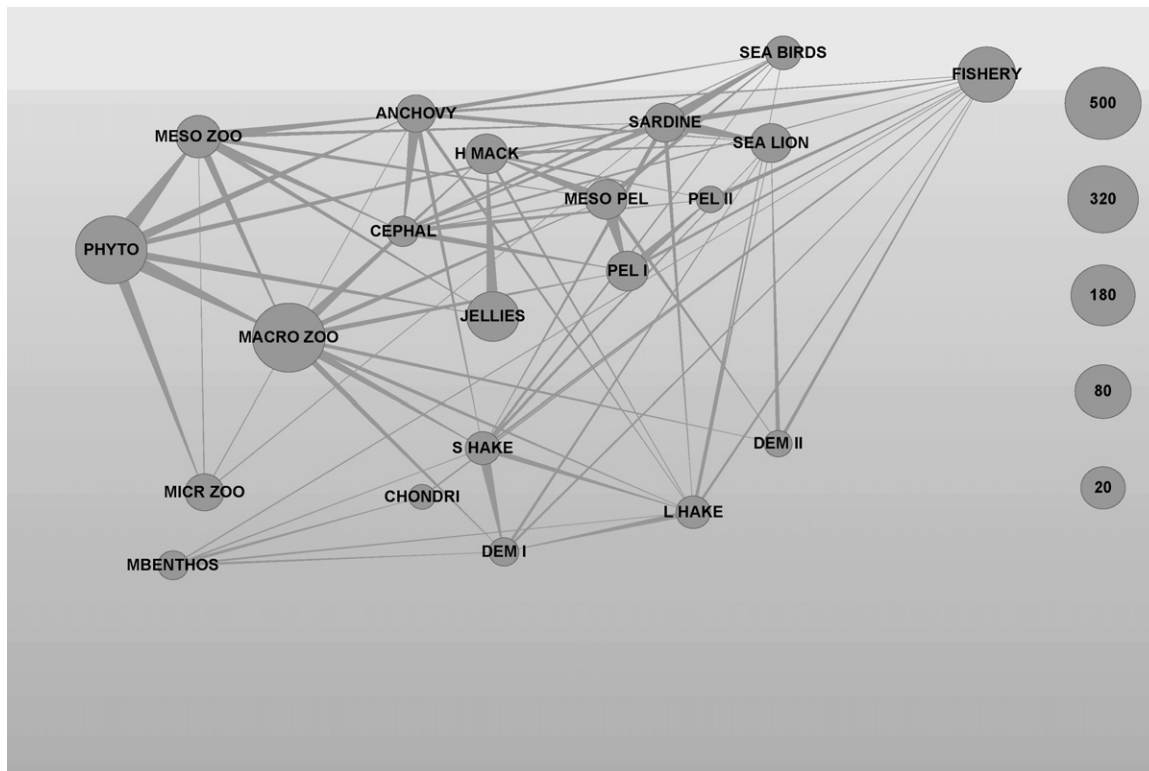 SEA BIRDS
FISHERY
500
ANCHOVY
SARDINE
MESO ZOO
SEA LION
H MACK
MESO PEL
PEL II
320
CEPHAL
PHYTO
PEL I
180
JELLIES
MACRO ZOO
80
S HAKE
DEM II
MICR ZOO
CHONDRI
20
L HAKE
DEM I
MBENTHOS